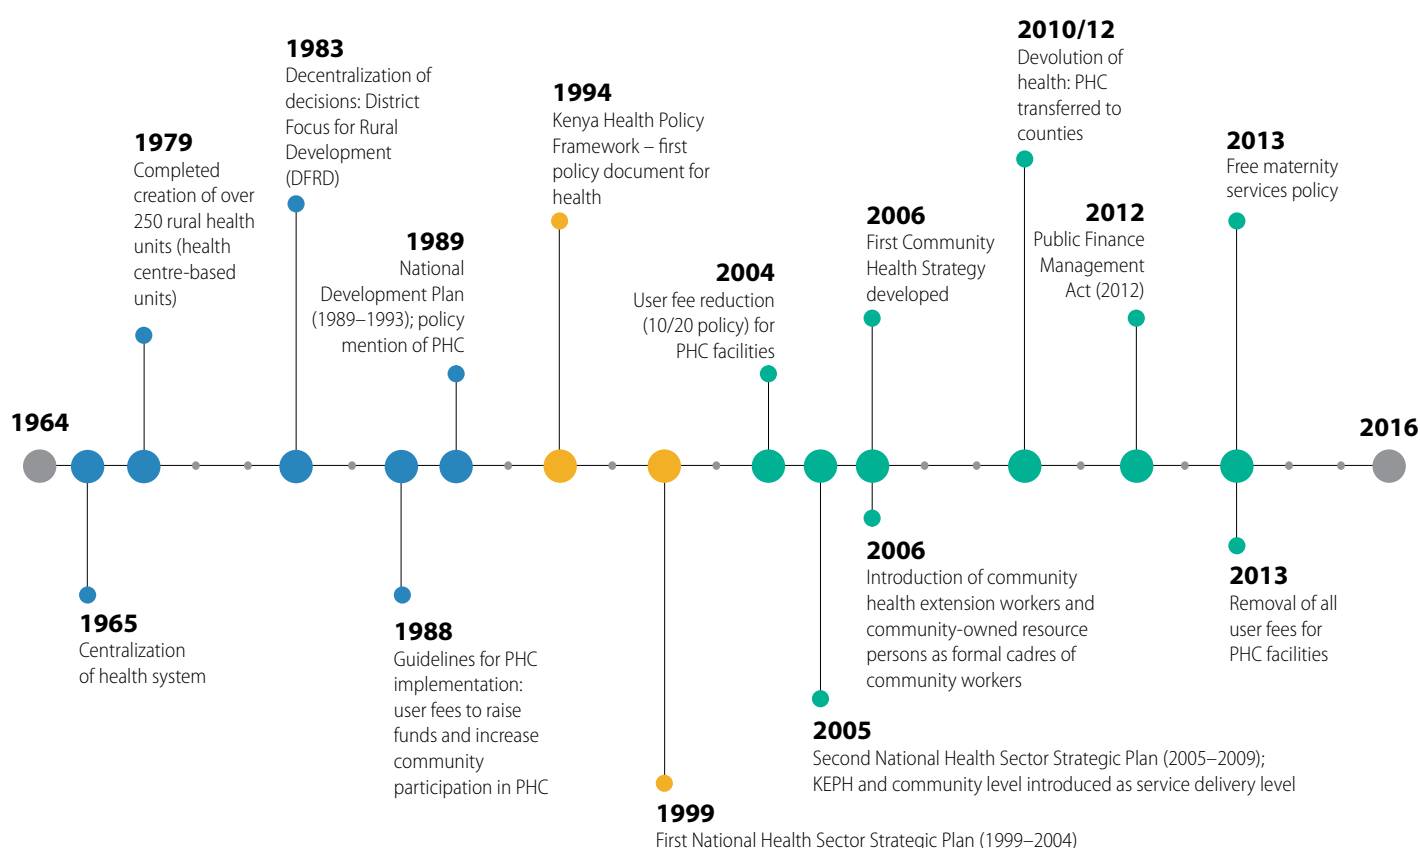 1964
1965
Centralization
of health system
1979
Completed
creation of over
250 rural health
units (health
centre-based
units)
1983
Decentralization of
decisions: District
Focus for Rural
Development
(DFRD)
1988
Guidelines for PHC
implementation:
user fees to raise
funds and increase
community
participation in PHC
1989
National
Development Plan
(1989–1993); policy
mention of PHC
1994
Kenya Health Policy
Framework – first
policy document for
health
1999
First National Health Sector Strategic Plan (1999–2004)
2004
User fee reduction
(10/20 policy) for
PHC facilities
2005
Second National Health Sector Strategic Plan (2005–2009);
KEPH and community level introduced as service delivery level
2006
First Community
Health Strategy
developed
2006
Introduction of community
health extension workers and
community-owned resource
persons as formal cadres of
community workers
2010/12
Devolution of
health: PHC
transferred to
counties
2012
Public Finance
Management
Act (2012)
2013
Free maternity
services policy
2013
Removal of all
user fees for
PHC facilities
2016